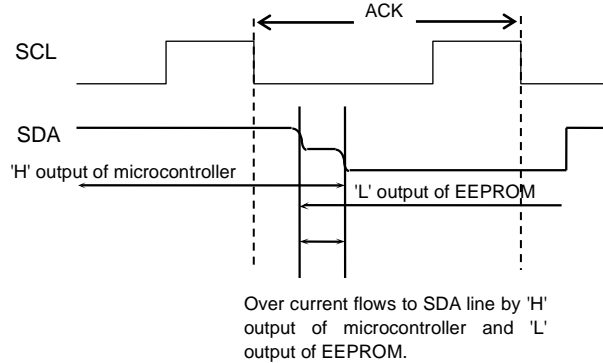 ACK
SCL
SDA
'H' output of microcontroller
'L' output of EEPROM
Over current flows to SDA line by 'H'
output of microcontroller and 'L'
output of EEPROM.